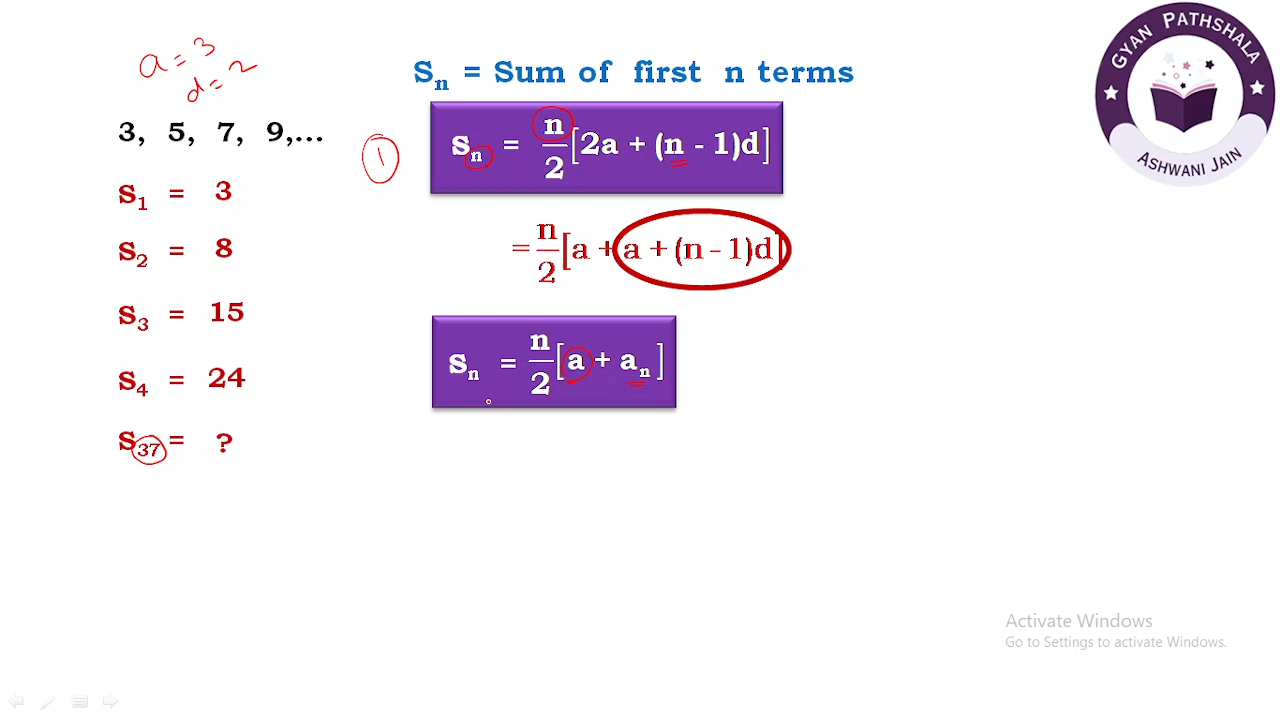 a = 3
d = 2
3, 5, 7, 9,...
S1 = 3
S2 = 8
S3 = 15
S4 = 24
S37 = ?
Sn = Sum of first n terms
1
Sn = n/2[2a + (n - 1)d]
= n/2[a + a + (n - 1)d]
Sn = n/2[a + an]
GYAN PATHSHALA
ASHWANI JAIN
Activate Windows
Go to Settings to activate Windows.